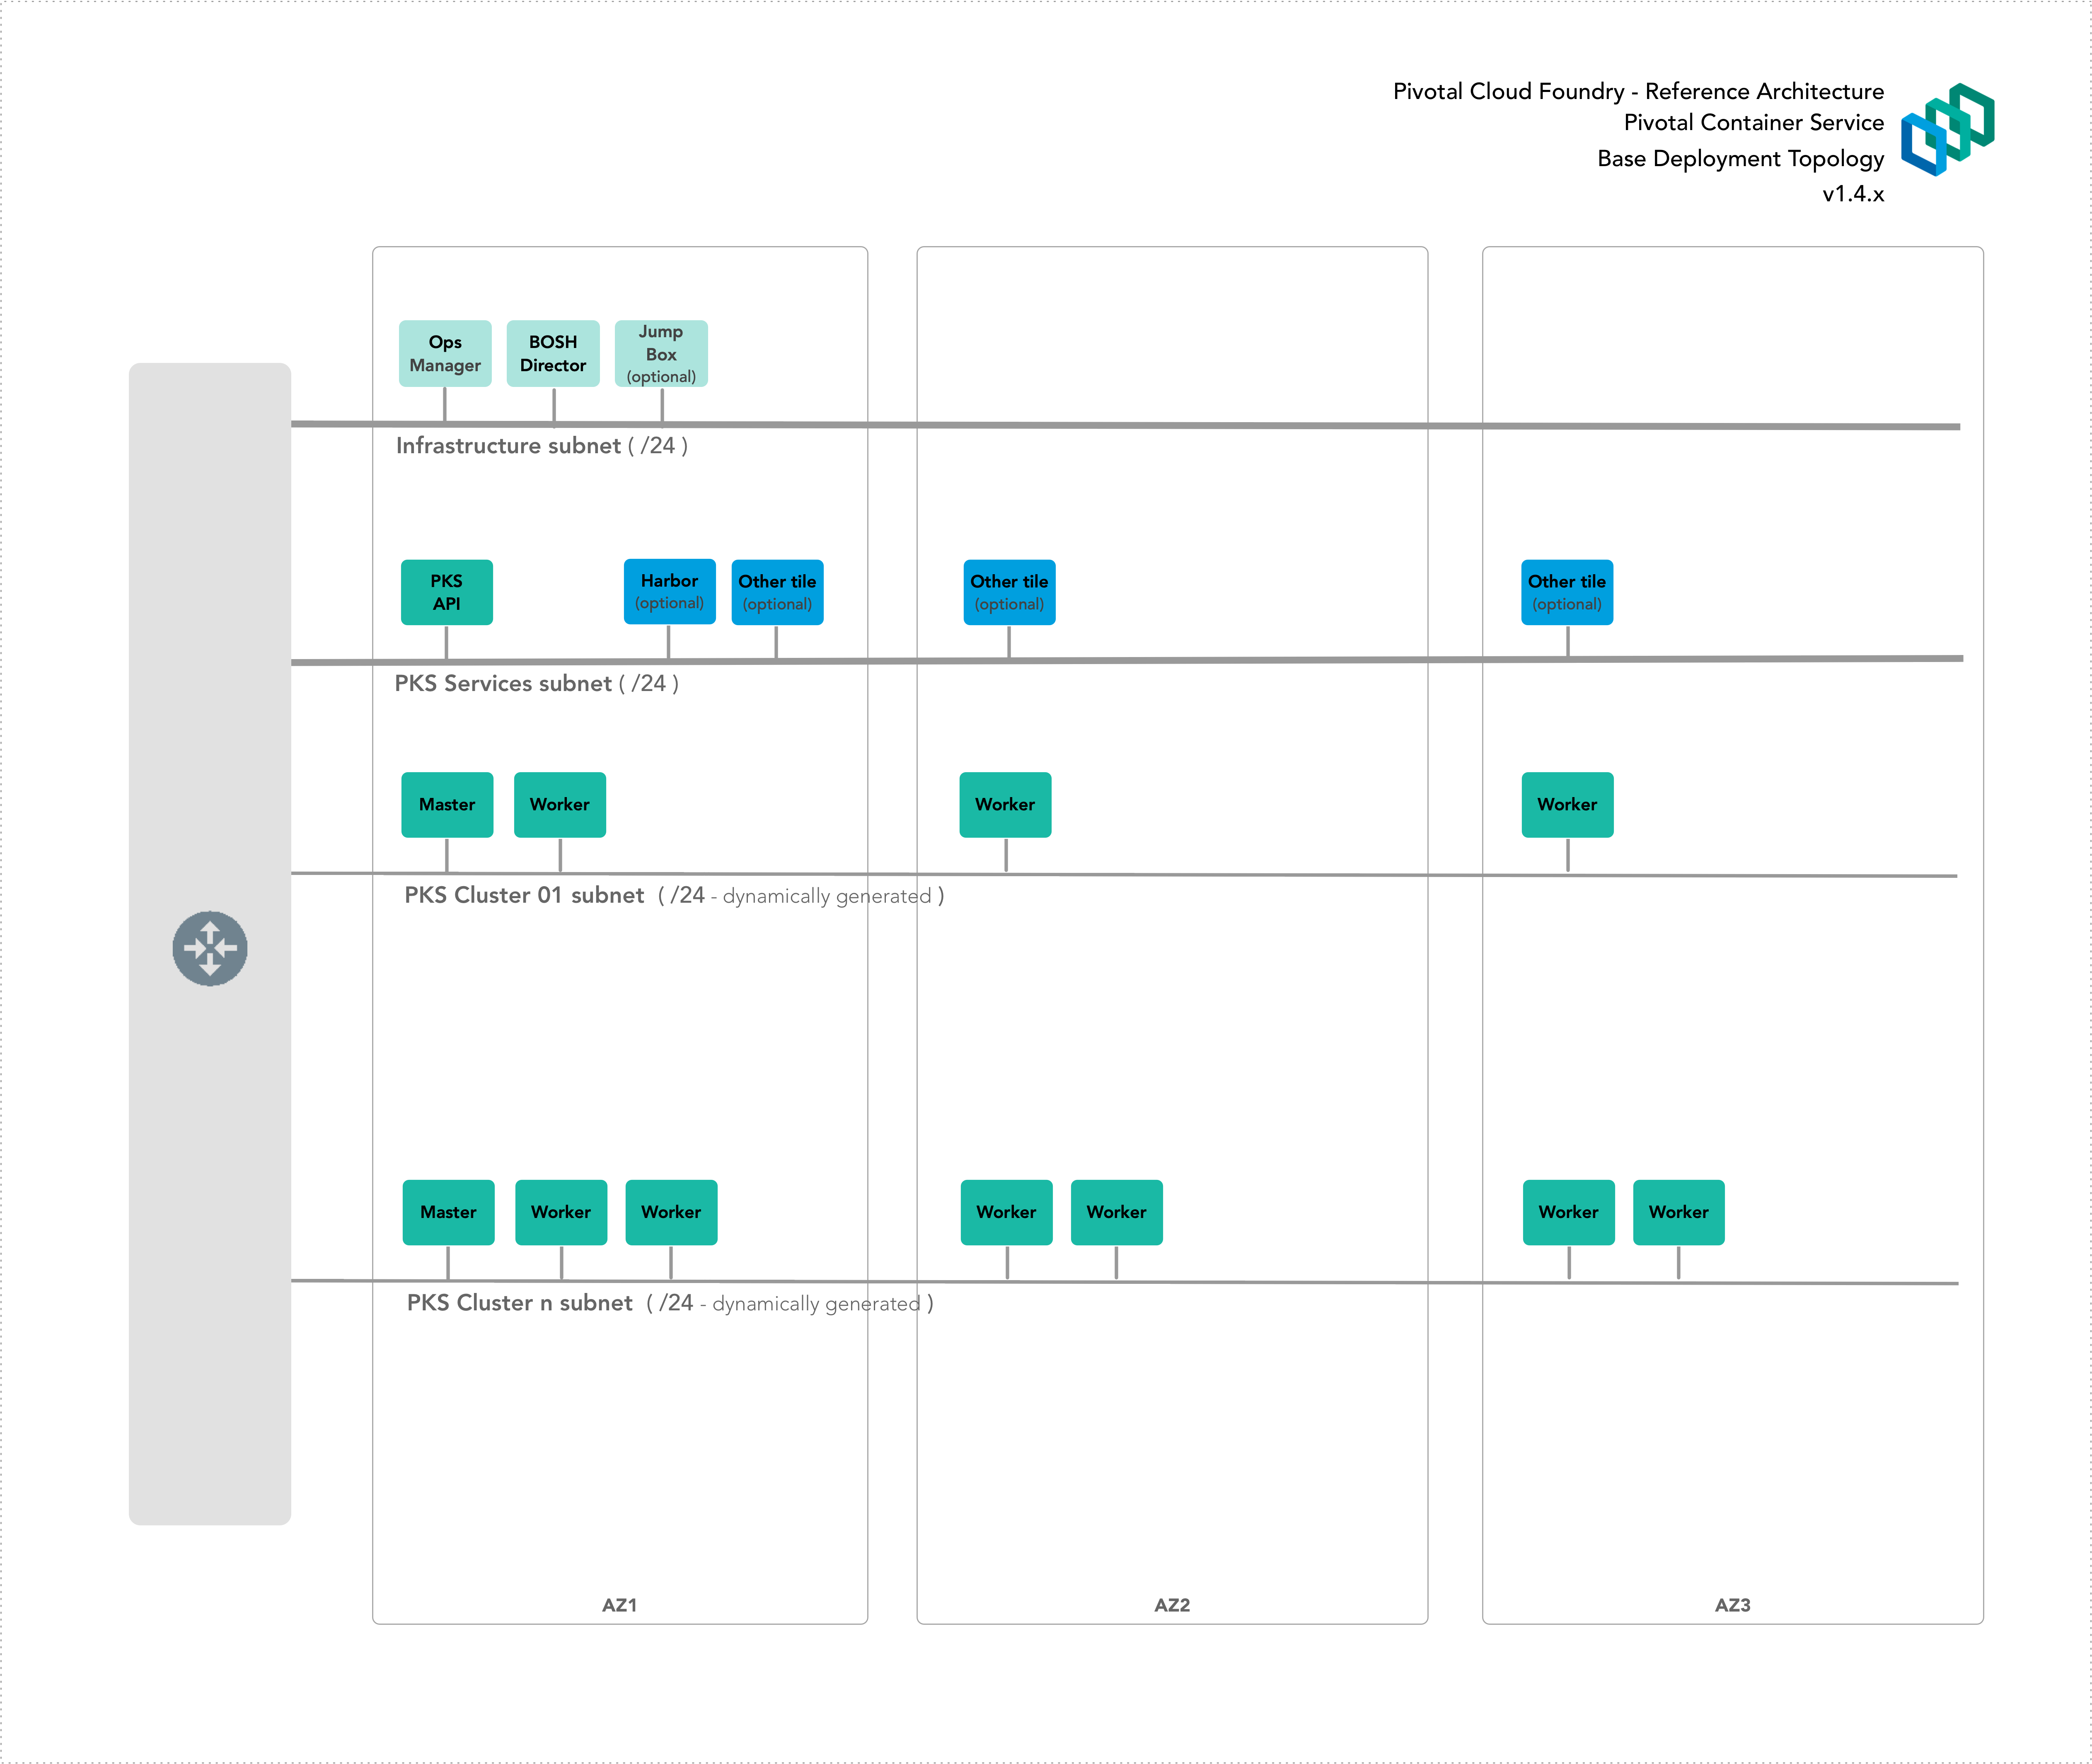 Pivotal Cloud Foundry - Reference Architecture
Pivotal Container Service
Base Deployment Topology
v1.4.x
Ops
Manager
BOSH
Director
Jump
Box
(optional)
Infrastructure subnet ( /24 )
PKS
API
Harbor
(optional)
Other tile
(optional)
Other tile
(optional)
Other tile
(optional)
PKS Services subnet ( /24 )
Master
Worker
Worker
Worker
PKS Cluster 01 subnet ( /24 - dynamically generated )
Master
Worker
Worker
Worker
Worker
Worker
Worker
PKS Cluster n subnet ( /24 - dynamically generated )
AZ1
AZ2
AZ3